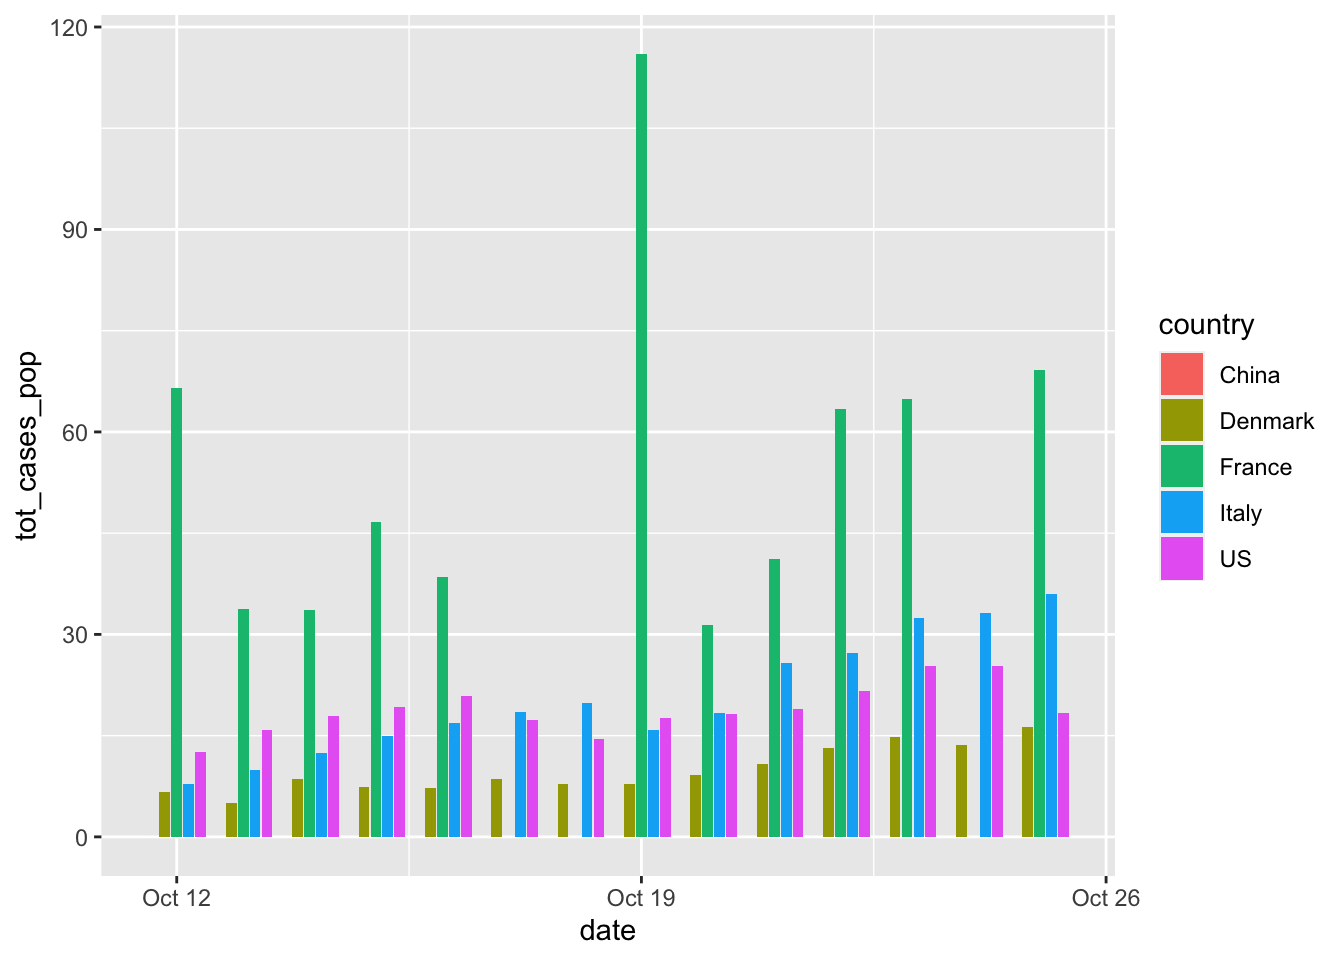 120
90
60
30
0
tot_cases_pop
Oct 12
Oct 19
Oct 26
date
country
China
Denmark
France
Italy
US